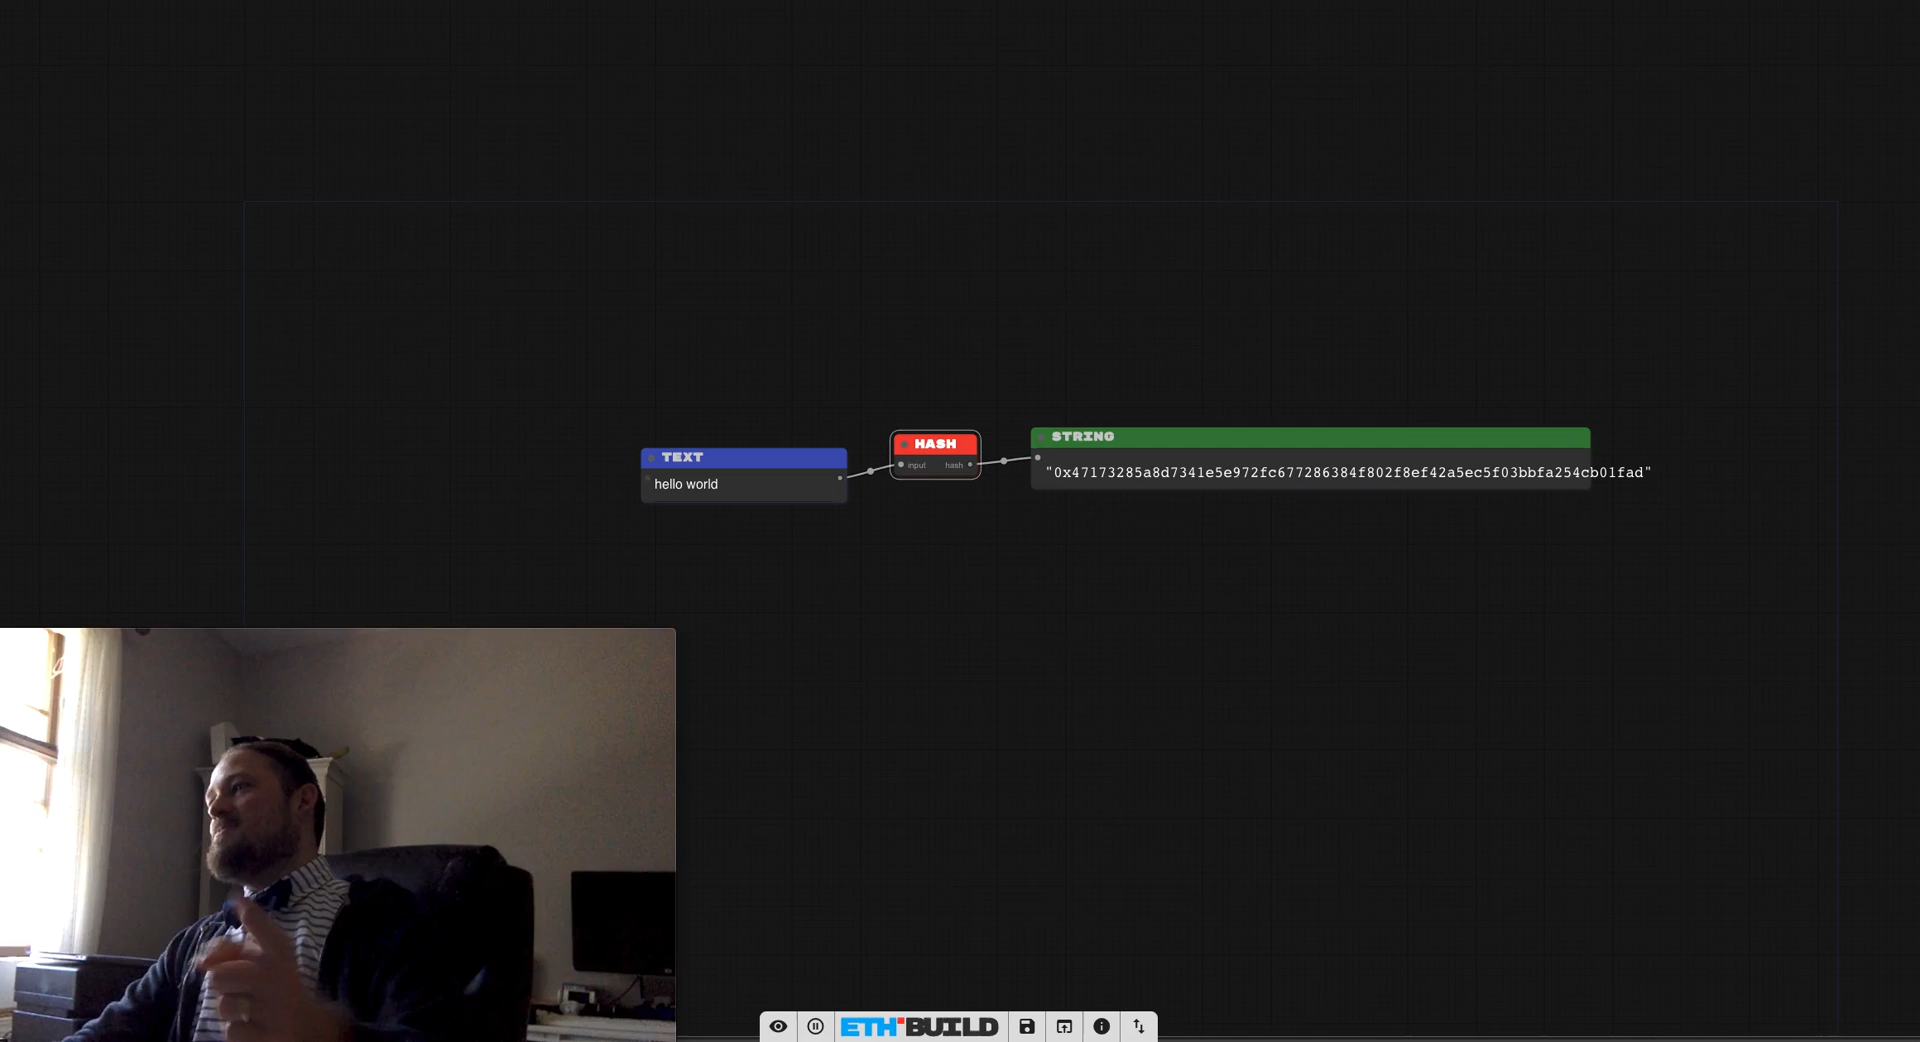 TEXT
hello world
HASH
input hash
STRING
"0x47173285a8d7341e5e972fc677286384f802f8ef42a5ec5f03bbfa254cb01fad"
ETH BUILD